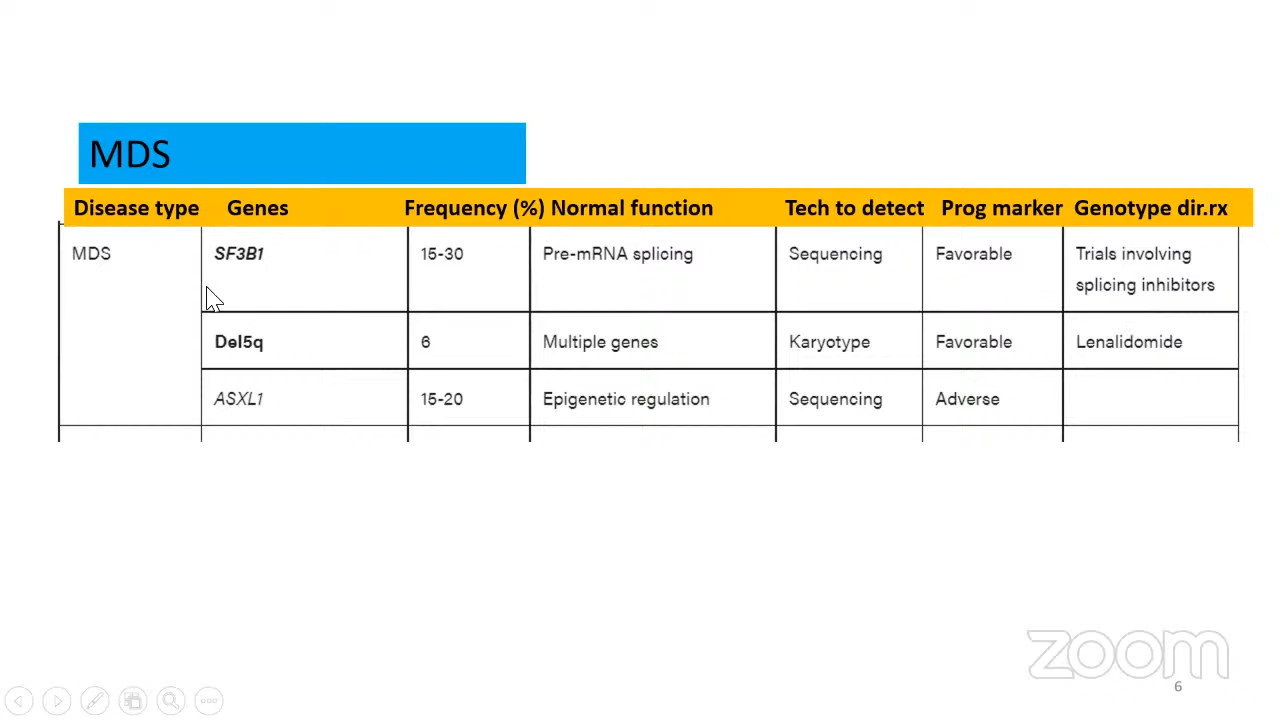 MDS
Disease type Genes Frequency (%) Normal function Tech to detect Prog marker Genotype dir.rx
MDS SF3B1 15-30 Pre-mRNA splicing Sequencing Favorable Trials involving
splicing inhibitors
Del5q 6 Multiple genes Karyotype Favorable Lenalidomide
ASXL1 15-20 Epigenetic regulation Sequencing Adverse
zoom
6